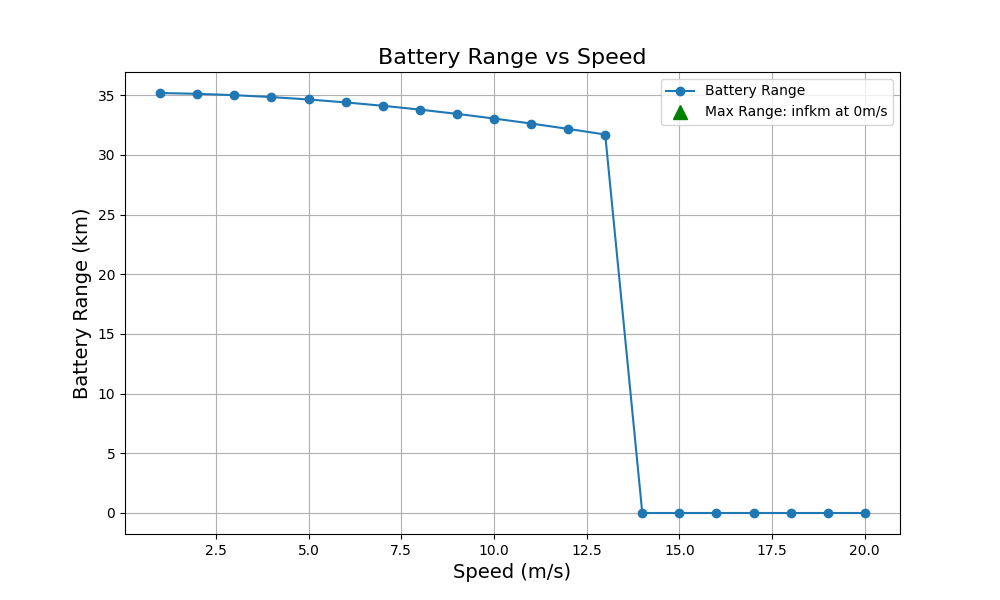 Battery Range vs Speed
Battery Range
Max Range: infkm at 0m/s
Battery Range (km)
35
30
25
20
15
10
5
0
2.5 5.0 7.5 10.0 12.5 15.0 17.5 20.0
Speed (m/s)